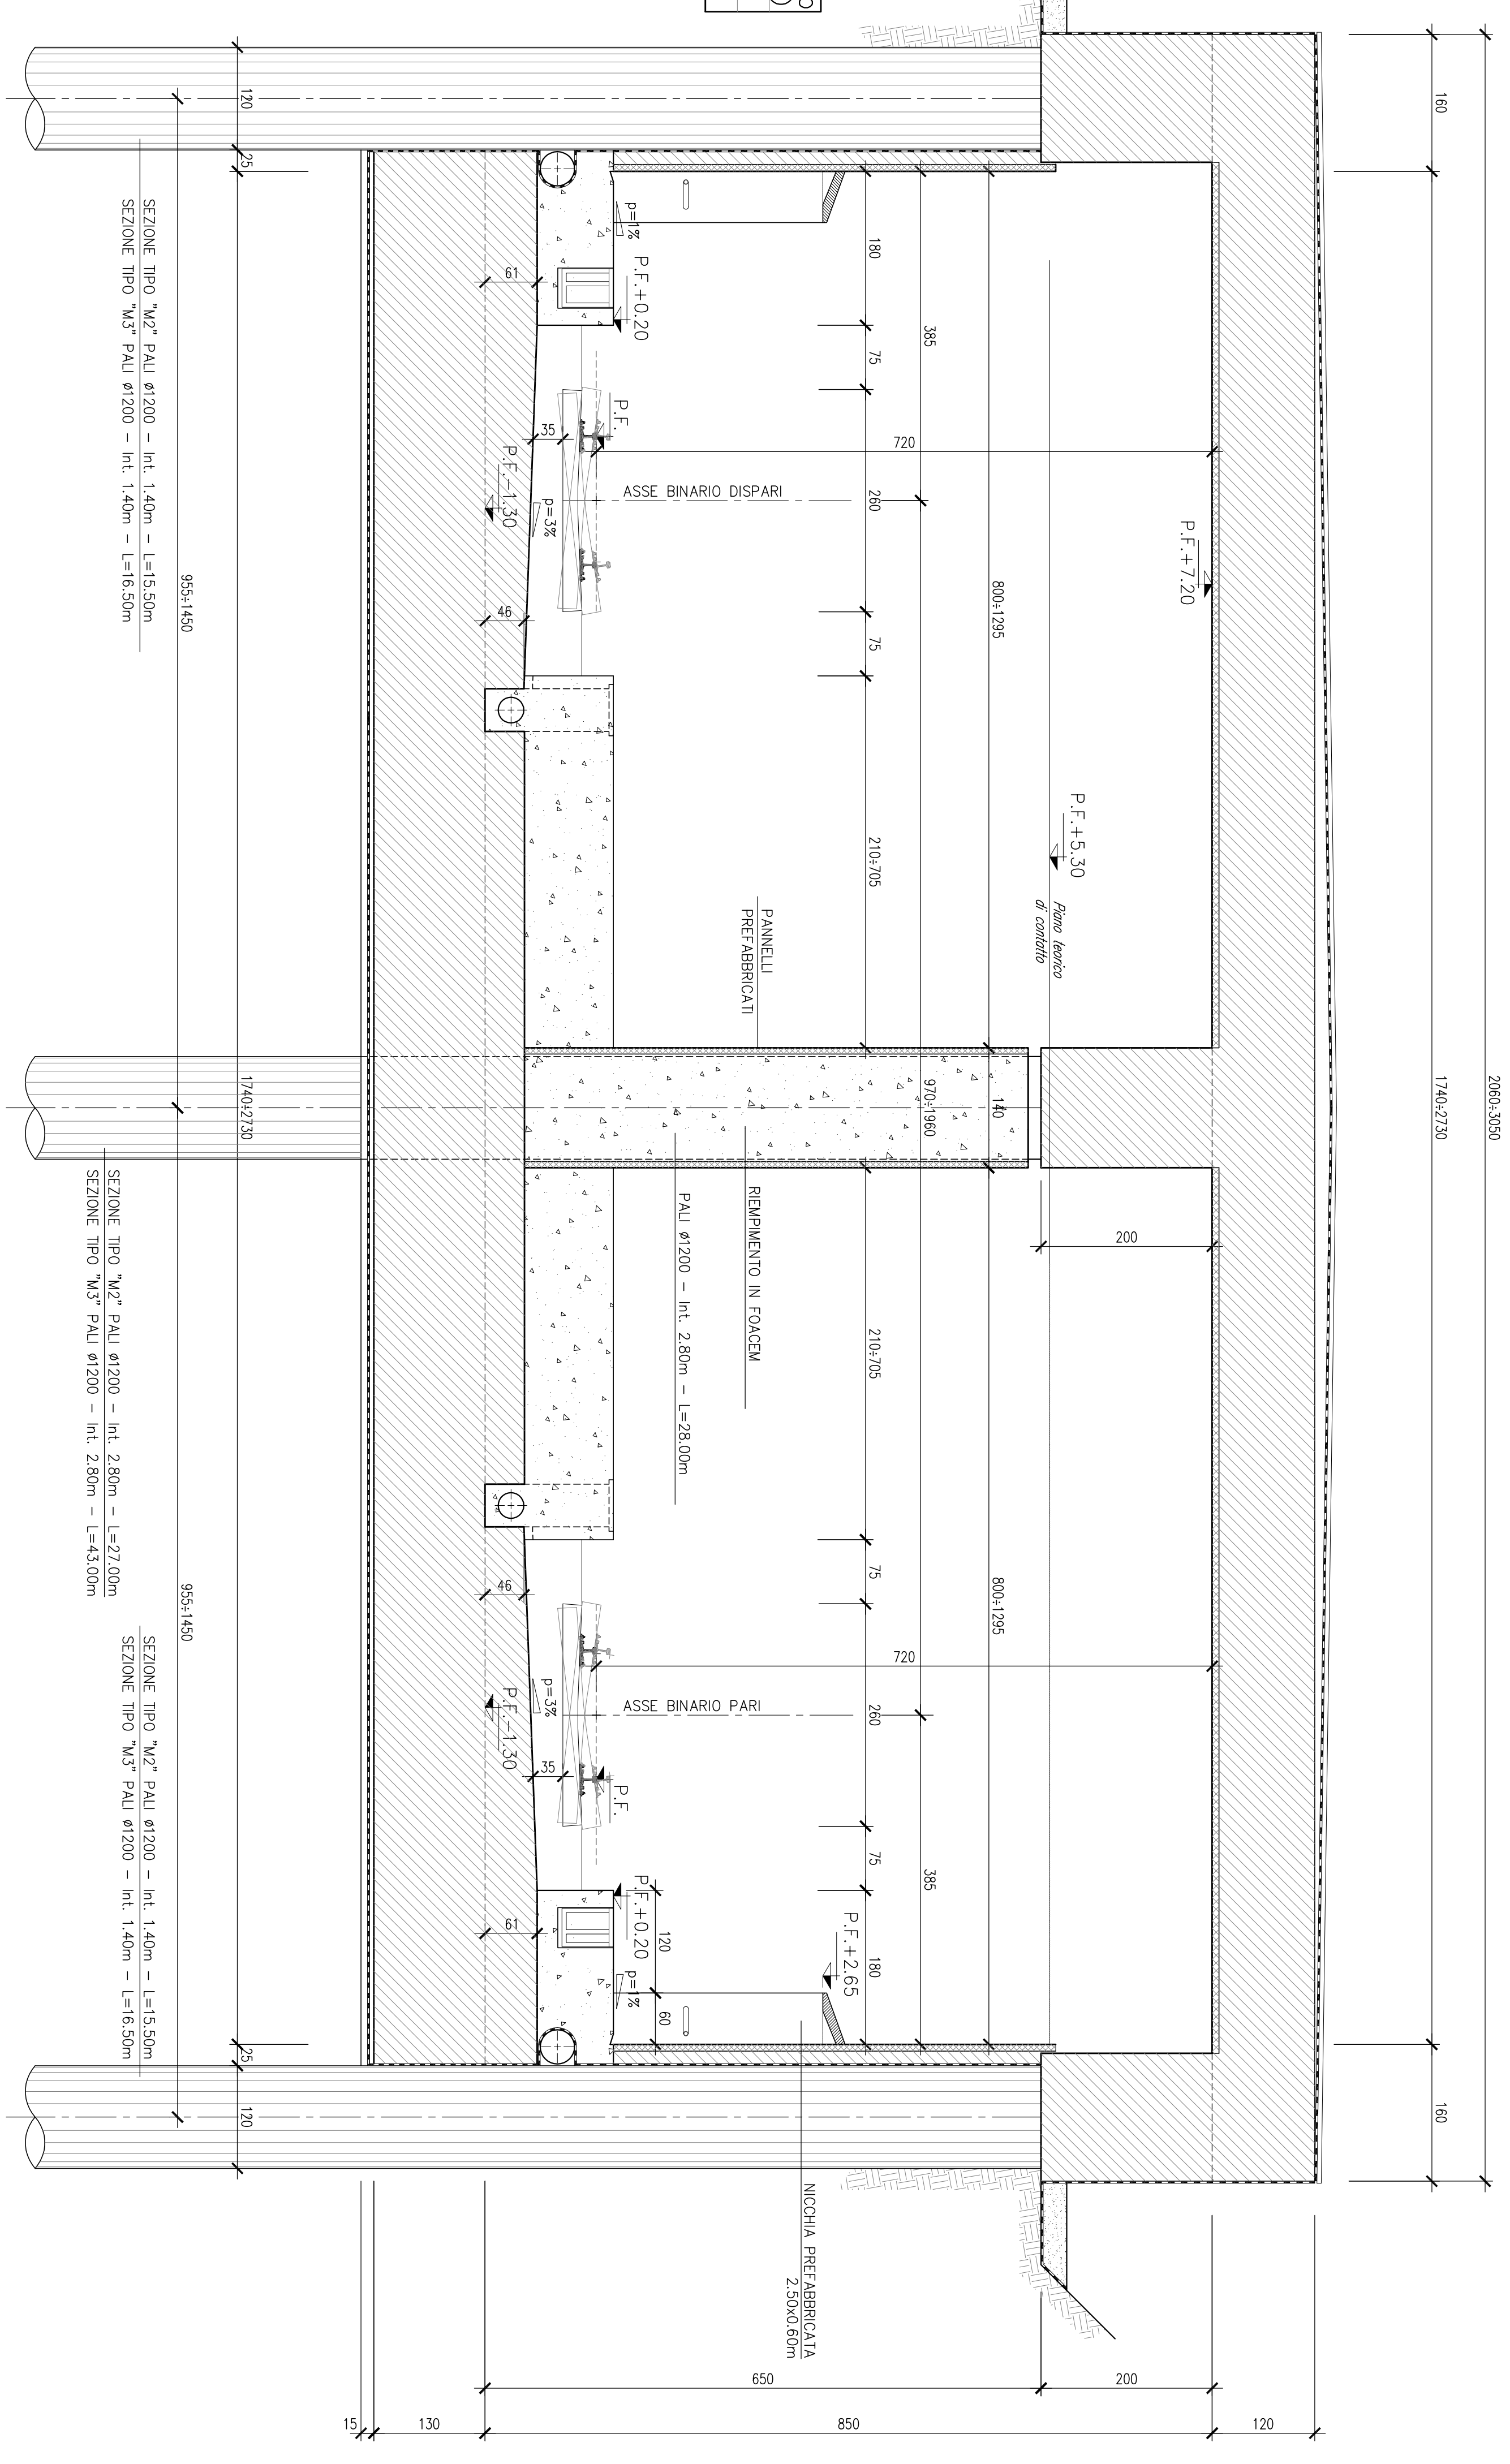 2060÷3050
160
1740÷2730
160
P.F.+7.20
P.F.+5.30
Piano teorico
di contatto
200
800÷1295
140
800÷1295
385
970÷1960
385
180
75
260
75
210÷705
210÷705
75
260
75
180
720
720
P.F.+2.65
PANNELLI
PREFABBRICATI
RIEMPIMENTO IN FOACEM
PALI ø1200 - Int. 2.80m - L=28.00m
NICCHIA PREFABBRICATA
2.50x0.60m
ASSE BINARIO DISPARI
ASSE BINARIO PARI
120
60
p=1%
P.F.+0.20
P.F.
P.F.
P.F.+0.20
p=1%
61
35
p=3%
46
46
p=3%
35
61
P.F.-1.30
P.F.-1.30
120
25
1740÷2730
25
120
955÷1450
955÷1450
SEZIONE TIPO "M2" PALI ø1200 - Int. 1.40m - L=15.50m
SEZIONE TIPO "M3" PALI ø1200 - Int. 1.40m - L=16.50m
SEZIONE TIPO "M2" PALI ø1200 - Int. 2.80m - L=27.00m
SEZIONE TIPO "M3" PALI ø1200 - Int. 2.80m - L=43.00m
SEZIONE TIPO "M2" PALI ø1200 - Int. 1.40m - L=15.50m
SEZIONE TIPO "M3" PALI ø1200 - Int. 1.40m - L=16.50m
120
200
650
850
130
15